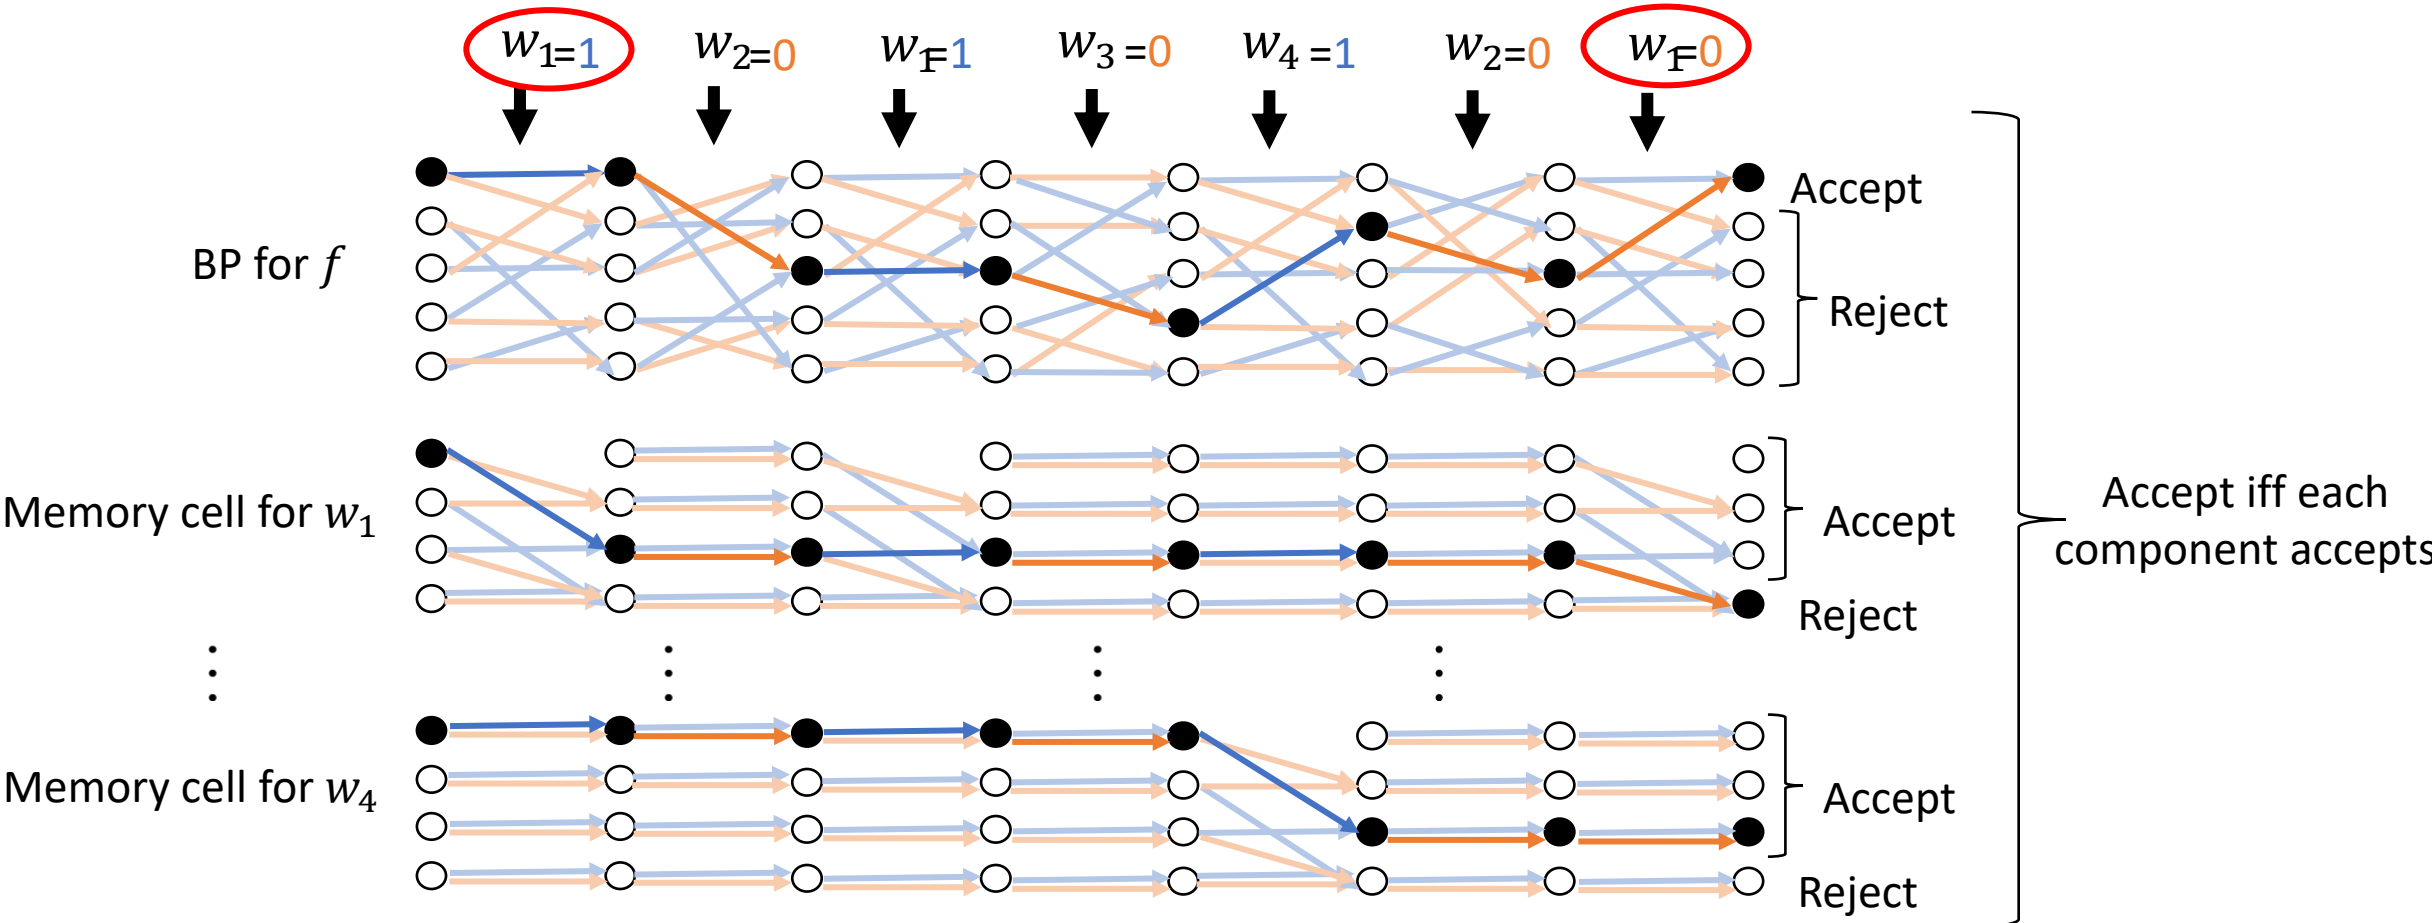 w₁=1 w₂=0 w₁=1 w₃ =0 w₄ =1 w₂=0 w₁=0
Accept
BP for f
Reject
Memory cell for w₁
Accept
Accept iff each
component accepts
Reject
Memory cell for w₄
Accept
Reject